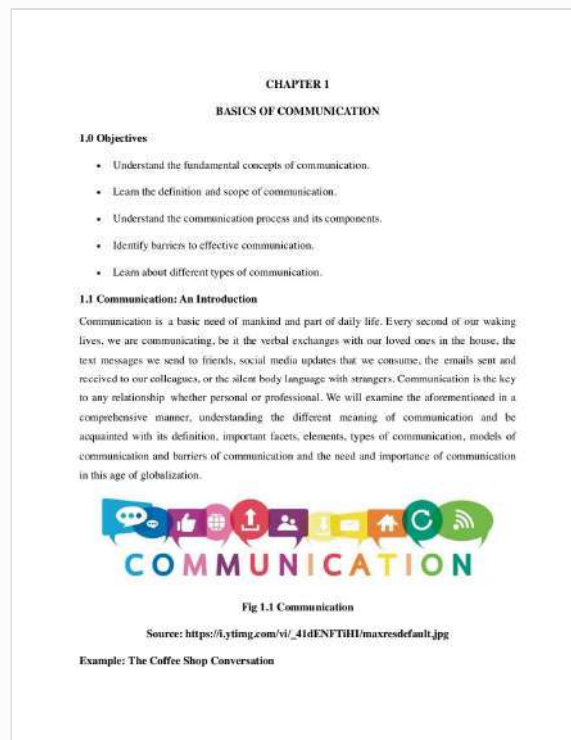 CHAPTER 1
BASICS OF COMMUNICATION
1.0 Objectives
• Understand the fundamental concepts of communication.
• Learn the definition and scope of communication.
• Understand the communication process and its components.
• Identify barriers to effective communication.
• Learn about different types of communication.
1.1 Communication: An Introduction
Communication is a basic need of mankind and part of daily life. Every second of our waking
lives, we are communicating, be it the verbal exchanges with our loved ones in the house, the
text messages we send to friends, social media updates that we consume, the emails sent and
received to our colleagues, or the silent body language with strangers. Communication is the key
to any relationship whether personal or professional. We will examine the aforementioned in a
comprehensive manner, understanding the different meaning of communication and be
acquainted with its definition, important facets, elements, types of communication, models of
communication and barriers of communication and the need and importance of communication
in this age of globalization.
COMMUNICATION
Fig 1.1 Communication
Source: https://i.ytimg.com/vi/_41dENFTiHI/maxresdefault.jpg
Example: The Coffee Shop Conversation